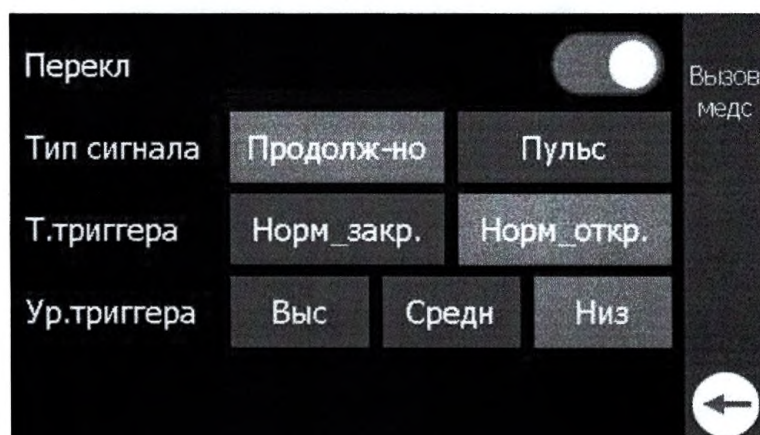 Перекл
Вызов
медс
Тип сигнала Продолж-но Пульс
Т.триггера Норм_закр. Норм_откр.
Ур.триггера Выс Средн Низ